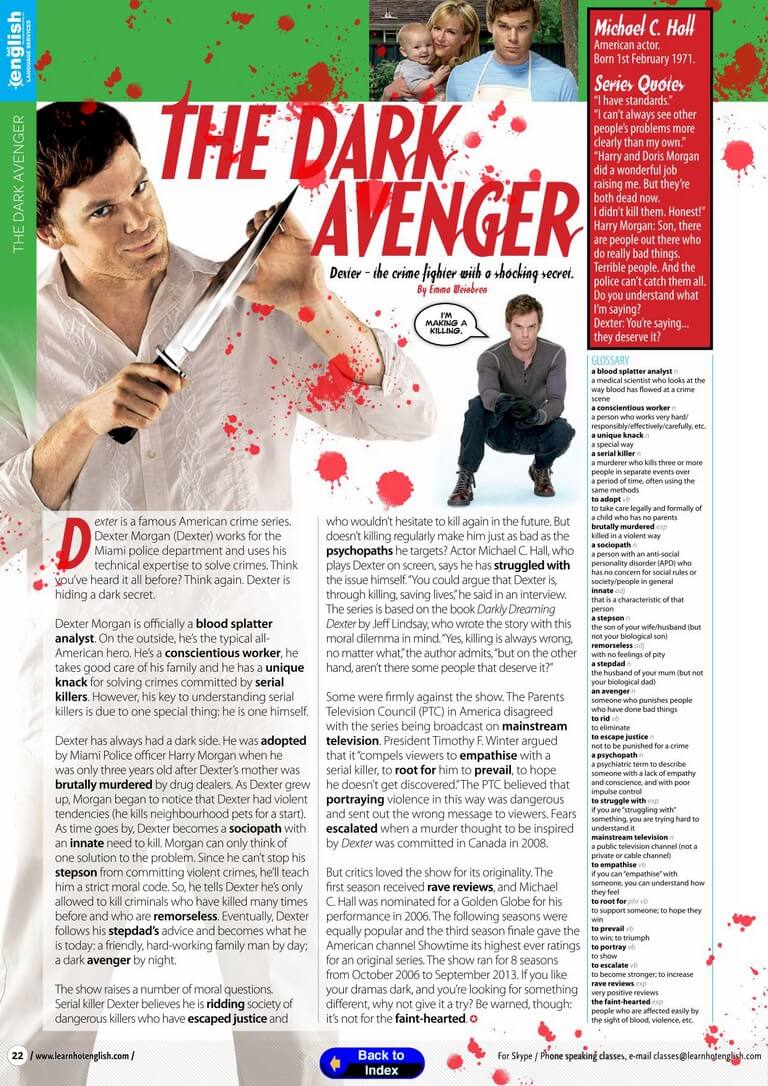 hot
english
LANGUAGE SERVICES
THE DARK AVENGER
THE DARK
AVENGER
Dexter – the crime fighter with a shocking secret.
By Emma Weinbren
I'M
MAKING A
KILLING.
Michael C. Hall
American actor.
Born 1st February 1971.
Series Quotes
“I have standards.”
“I can’t always see other
people’s problems more
clearly than my own.”
“Harry and Doris Morgan
did a wonderful job
raising me. But they’re
both dead now.
I didn’t kill them. Honest!”
Harry Morgan: Son, there
are people out there who
do really bad things.
Terrible people. And the
police can’t catch them all.
Do you understand what
I’m saying?
Dexter: You’re saying...
they deserve it?
Dexter is a famous American crime series.
Dexter Morgan (Dexter) works for the
Miami police department and uses his
technical expertise to solve crimes. Think
you’ve heard it all before? Think again. Dexter is
hiding a dark secret.
Dexter Morgan is officially a blood splatter
analyst. On the outside, he’s the typical all-
American hero. He’s a conscientious worker, he
takes good care of his family and he has a unique
knack for solving crimes committed by serial
killers. However, his key to understanding serial
killers is due to one special thing: he is one himself.
Dexter has always had a dark side. He was adopted
by Miami Police officer Harry Morgan when he
was only three years old after Dexter’s mother was
brutally murdered by drug dealers. As Dexter grew
up, Morgan began to notice that Dexter had violent
tendencies (he kills neighbourhood pets for a start).
As time goes by, Dexter becomes a sociopath with
an innate need to kill. Morgan can only think of
one solution to the problem. Since he can’t stop his
stepson from committing violent crimes, he’ll teach
him a strict moral code. So, he tells Dexter he’s only
allowed to kill criminals who have killed many times
before and who are remorseless. Eventually, Dexter
follows his stepdad’s advice and becomes what he
is today: a friendly, hard-working family man by day;
a dark avenger by night.
The show raises a number of moral questions.
Serial killer Dexter believes he is ridding society of
dangerous killers who have escaped justice and
who wouldn’t hesitate to kill again in the future. But
doesn’t killing regularly make him just as bad as the
psychopaths he targets? Actor Michael C. Hall, who
plays Dexter on screen, says he has struggled with
the issue himself. “You could argue that Dexter is,
through killing, saving lives,” he said in an interview.
The series is based on the book Darkly Dreaming
Dexter by Jeff Lindsay, who wrote the story with this
moral dilemma in mind. “Yes, killing is always wrong,
no matter what,” the author admits, “but on the other
hand, aren’t there some people that deserve it?”
Some were firmly against the show. The Parents
Television Council (PTC) in America disagreed
with the series being broadcast on mainstream
television. President Timothy F. Winter argued
that it “compels viewers to empathise with a
serial killer, to root for him to prevail, to hope
he doesn’t get discovered.” The PTC believed that
portraying violence in this way was dangerous
and sent out the wrong message to viewers. Fears
escalated when a murder thought to be inspired
by Dexter was committed in Canada in 2008.
But critics loved the show for its originality. The
first season received rave reviews, and Michael
C. Hall was nominated for a Golden Globe for his
performance in 2006. The following seasons were
equally popular and the third season finale gave the
American channel Showtime its highest ever ratings
for an original series. The show ran for 8 seasons
from October 2006 to September 2013. If you like
your dramas dark, and you’re looking for something
different, why not give it a try? Be warned, though:
it’s not for the faint-hearted.
GLOSSARY
a blood splatter analyst n
a medical scientist who looks at the
way blood has flowed at a crime
scene
a conscientious worker n
a person who works very hard/
responsibly/effectively/carefully, etc.
a unique knack n
a special way
a serial killer n
a murderer who kills three or more
people in separate events over
a period of time, often using the
same methods
to adopt vb
to take care legally and formally of
a child who has no parents
brutally murdered exp
killed in a violent way
a sociopath n
a person with an anti-social
personality disorder (APD) who
has no concern for social rules or
society/people in general
innate adj
that is a characteristic of that
person
a stepson n
the son of your wife/husband (but
not your biological son)
remorseless adj
with no feelings of pity
a stepdad n
the husband of your mum (but not
your biological dad)
an avenger n
someone who punishes people
who have done bad things
to rid vb
to eliminate
to escape justice n
not to be punished for a crime
a psychopath n
a psychiatric term to describe
someone with a lack of empathy
and conscience, and with poor
impulse control
to struggle with exp
if you are “struggling with”
something, you are trying hard to
understand it
mainstream television n
a public television channel (not a
private or cable channel)
to empathise vb
if you can “empathise” with
someone, you can understand how
they feel
to root for phr vb
to support someone; to hope they
win
to prevail vb
to win; to triumph
to portray vb
to show
to escalate vb
to become stronger; to increase
rave reviews exp
very positive reviews
the faint-hearted exp
people who are affected easily by
the sight of blood, violence, etc.
22 / www.learnhotenglish.com /
Back to
Index
For Skype / Phone speaking classes, e-mail classes@learnhotenglish.com